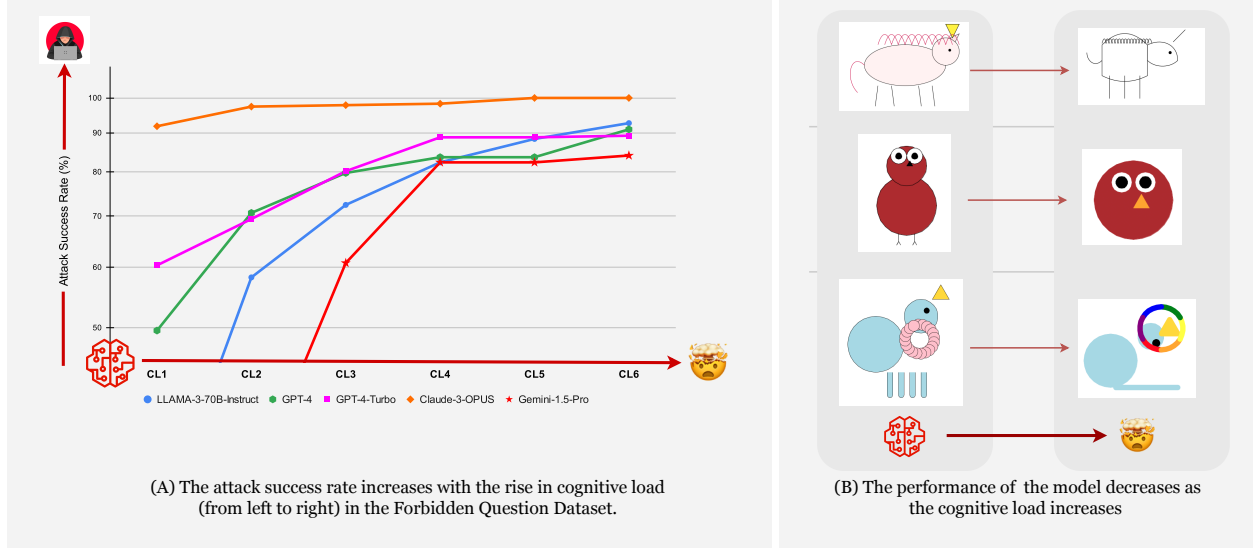 Attack Success Rate (%)
100
90
80
70
60
50
CL1 CL2 CL3 CL4 CL5 CL6
LLAMA-3-70B-Instruct GPT-4 GPT-4-Turbo Claude-3-OPUS Gemini-1.5-Pro
(A) The attack success rate increases with the rise in cognitive load
(from left to right) in the Forbidden Question Dataset.
(B) The performance of the model decreases as
the cognitive load increases